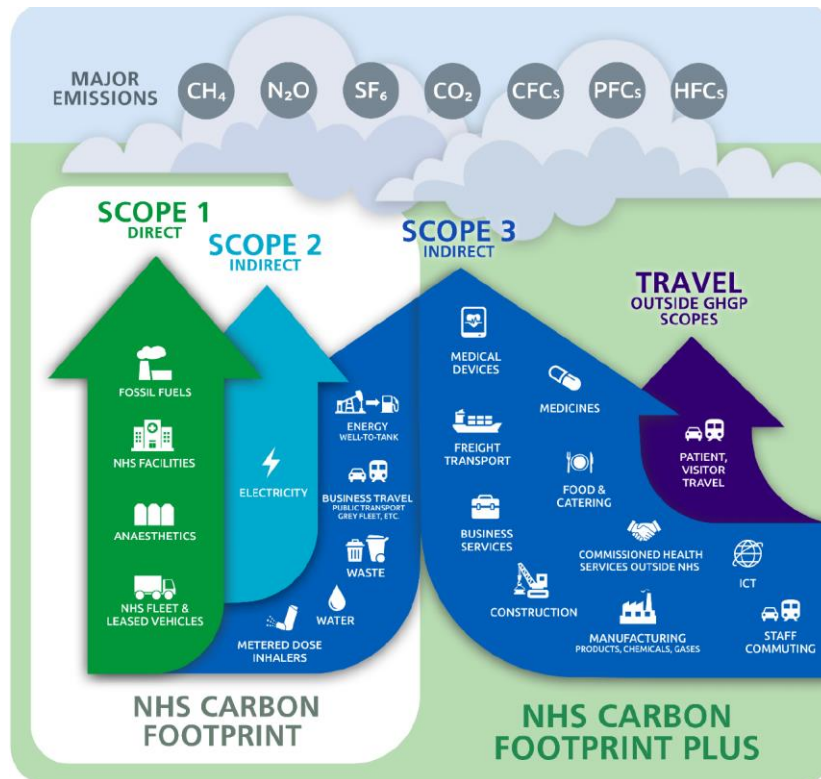 MAJOR
EMISSIONS
CH₄
N₂O
SF₆
CO₂
CFCs
PFCs
HFCs
SCOPE 1
DIRECT
SCOPE 2
INDIRECT
SCOPE 3
INDIRECT
TRAVEL
OUTSIDE GHGP
SCOPES
FOSSIL FUELS
NHS FACILITIES
ANAESTHETICS
NHS FLEET &
LEASED VEHICLES
ELECTRICITY
ENERGY
WELL-TO-TANK
BUSINESS TRAVEL
PUBLIC TRANSPORT
GREY FLEET, ETC.
WASTE
WATER
METERED DOSE
INHALERS
MEDICAL
DEVICES
MEDICINES
FREIGHT
TRANSPORT
FOOD &
CATERING
BUSINESS
SERVICES
COMMISSIONED HEALTH
SERVICES OUTSIDE NHS
CONSTRUCTION
MANUFACTURING
PRODUCTS, CHEMICALS, GASES
ICT
STAFF
COMMUTING
PATIENT,
VISITOR
TRAVEL
NHS CARBON
FOOTPRINT
NHS CARBON
FOOTPRINT PLUS